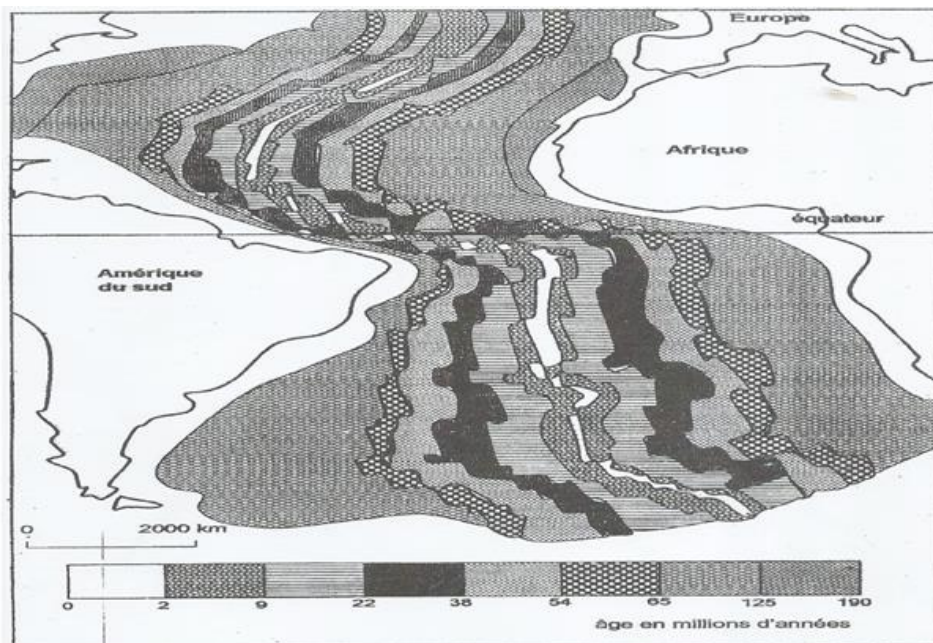 Europe
Afrique
équateur
Amérique
du sud
0 2000 km
0 2 9 22 38 54 65 125 190
âge en millions d'années